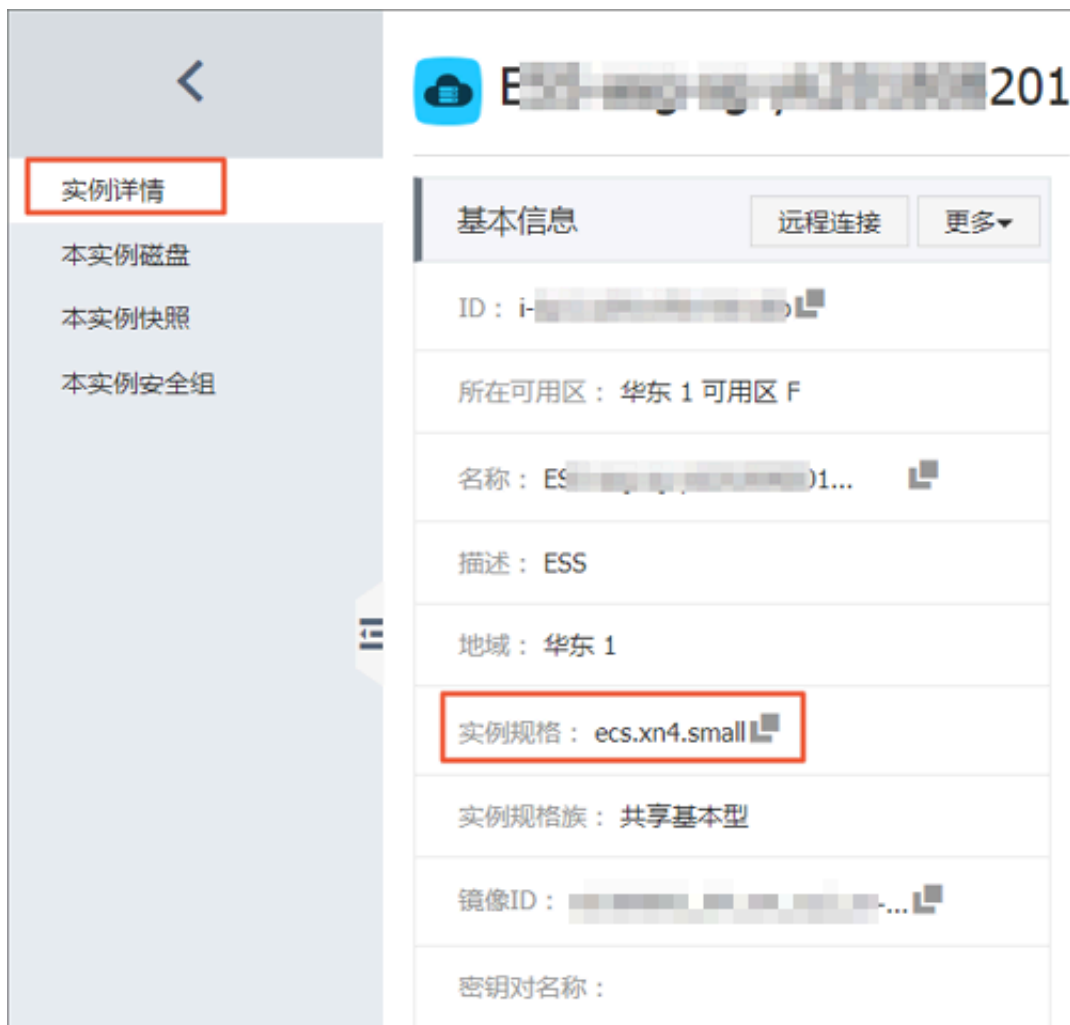 E 201
实例详情
本实例磁盘
本实例快照
本实例安全组
基本信息 远程连接 更多
ID： i-
所在可用区： 华东 1 可用区 F
名称： ES 01...
描述： ESS
地域： 华东 1
实例规格： ecs.xn4.small
实例规格族： 共享基本型
镜像ID： -...
密钥对名称：